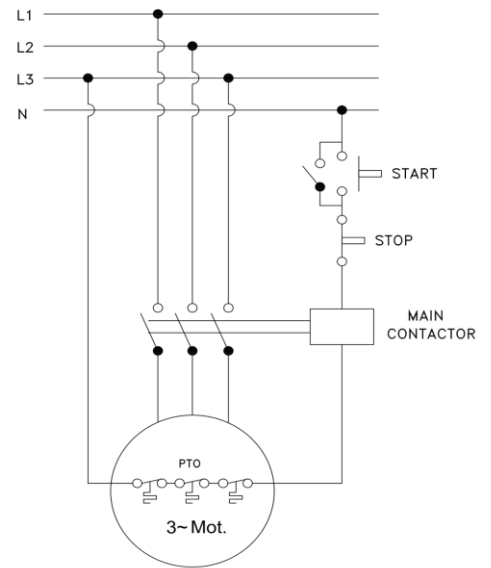 L1
L2
L3
N
START
STOP
MAIN
CONTACTOR
PTO
3~ Mot.